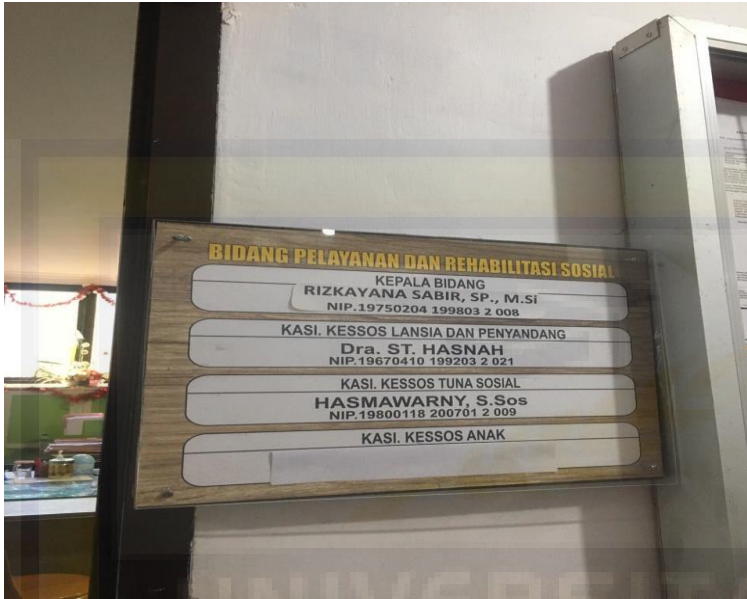 BIDANG PELAYANAN DAN REHABILITASI SOSIAL
KEPALA BIDANG
RIZKAYANA SABIR, SP., M.Si
NIP.19750204 199803 2 008
KASI. KESSOS LANSIA DAN PENYANDANG
Dra. ST. HASNAH
NIP.19670410 199203 2 021
KASI. KESSOS TUNA SOSIAL
HASMAWARNY, S.Sos
NIP.19800118 200701 2 009
KASI. KESSOS ANAK